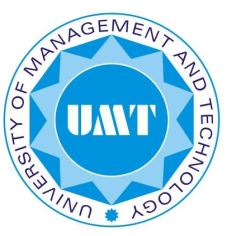 UNIVERSITY OF MANAGEMENT AND TECHNOLOGY
UMT